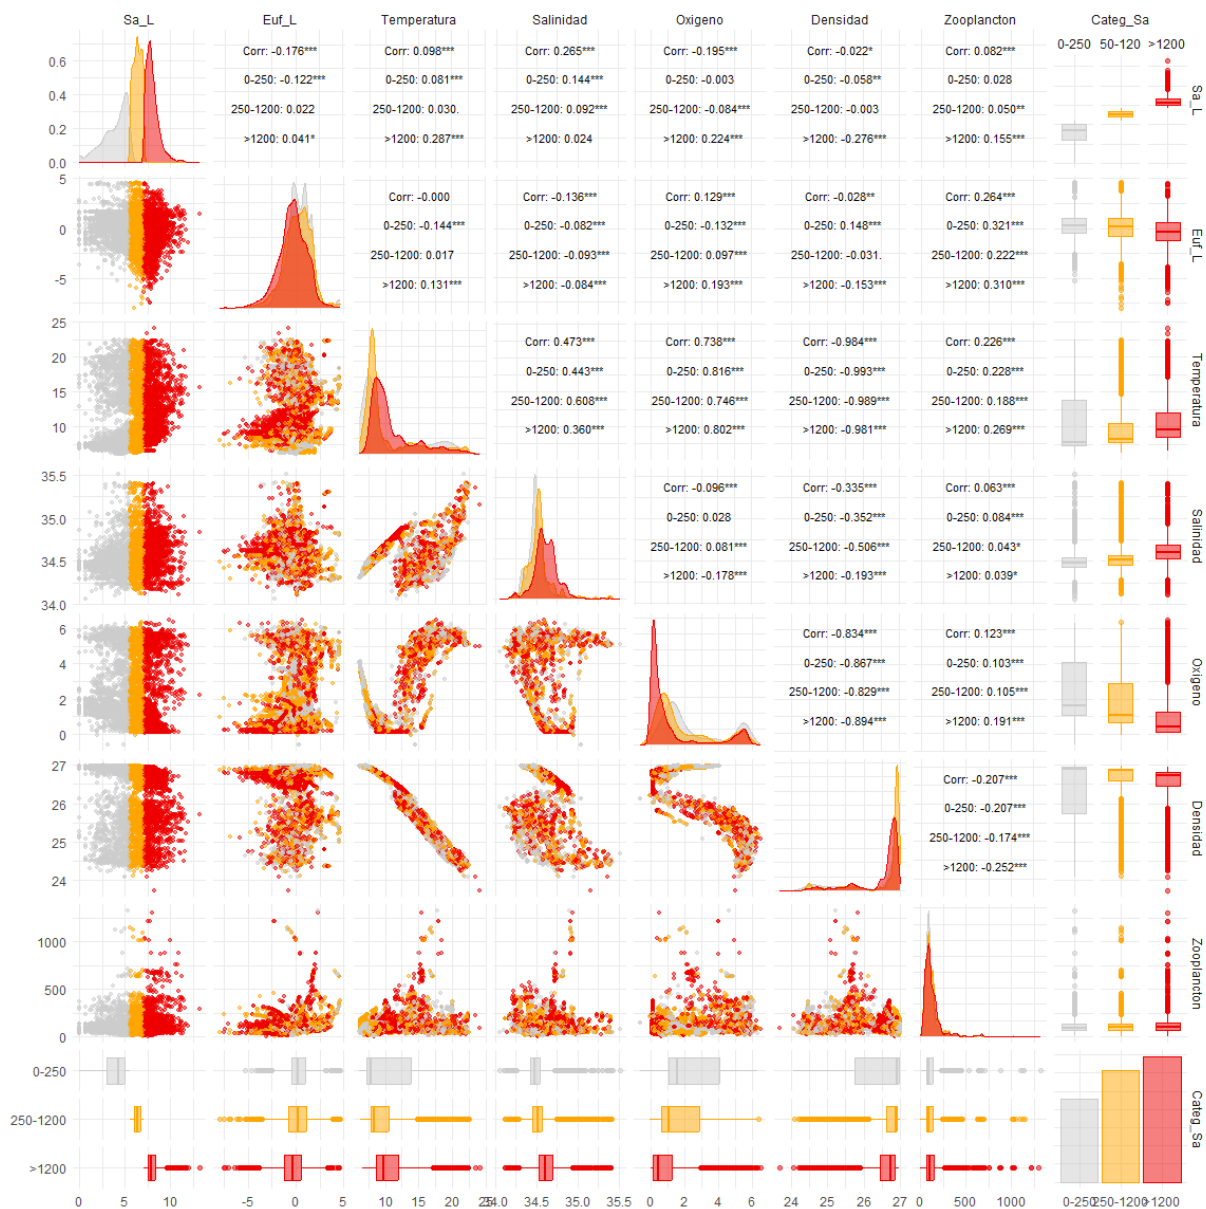 Sa_L Euf_L Temperatura Salinidad Oxigeno Densidad Zooplancton Categ_Sa
0-250 50-120 >1200
Corr: -0.176*** Corr: 0.098*** Corr: 0.265*** Corr: -0.195*** Corr: -0.022* Corr: 0.082***
0-250: -0.122*** 0-250: 0.081*** 0-250: 0.144*** 0-250: -0.003 0-250: -0.058** 0-250: 0.028
250-1200: 0.022 250-1200: 0.030. 250-1200: 0.092*** 250-1200: -0.084*** 250-1200: -0.003 250-1200: 0.050**
>1200: 0.041* >1200: 0.287*** >1200: 0.024 >1200: 0.224*** >1200: -0.276*** >1200: 0.155***
0.6
0.4
0.2
0.0
Sa_L
Corr: -0.000 Corr: -0.136*** Corr: 0.129*** Corr: -0.028** Corr: 0.264***
0-250: -0.144*** 0-250: -0.082*** 0-250: -0.132*** 0-250: 0.148*** 0-250: 0.321***
250-1200: 0.017 250-1200: -0.093*** 250-1200: 0.097*** 250-1200: -0.031. 250-1200: 0.222***
>1200: 0.131*** >1200: -0.084*** >1200: 0.193*** >1200: -0.153*** >1200: 0.310***
5
0
-5
Euf_L
Corr: 0.473*** Corr: 0.738*** Corr: -0.984*** Corr: 0.226***
0-250: 0.443*** 0-250: 0.816*** 0-250: -0.993*** 0-250: 0.228***
250-1200: 0.608*** 250-1200: 0.746*** 250-1200: -0.989*** 250-1200: 0.188***
>1200: 0.360*** >1200: 0.802*** >1200: -0.981*** >1200: 0.269***
25
20
15
10
Temperatura
Corr: -0.096*** Corr: -0.335*** Corr: 0.063***
0-250: 0.028 0-250: -0.352*** 0-250: 0.084***
250-1200: 0.081*** 250-1200: -0.506*** 250-1200: 0.043*
>1200: -0.178*** >1200: -0.193*** >1200: 0.039*
35.5
35.0
34.5
34.0
Salinidad
Corr: -0.834*** Corr: 0.123***
0-250: -0.867*** 0-250: 0.103***
250-1200: -0.829*** 250-1200: 0.105***
>1200: -0.894*** >1200: 0.191***
6
4
2
0
Oxigeno
Corr: -0.207***
0-250: -0.207***
250-1200: -0.174***
>1200: -0.252***
27
26
25
24
Densidad
1000
500
0
Zooplancton
0-250
250-1200
>1200
Categ_Sa
0 5 10 -5 0 5 10 15 20 25 34.0 34.5 35.0 35.5 0 2 4 6 24 25 26 27 0 500 1000 0-250 250-1200 >1200